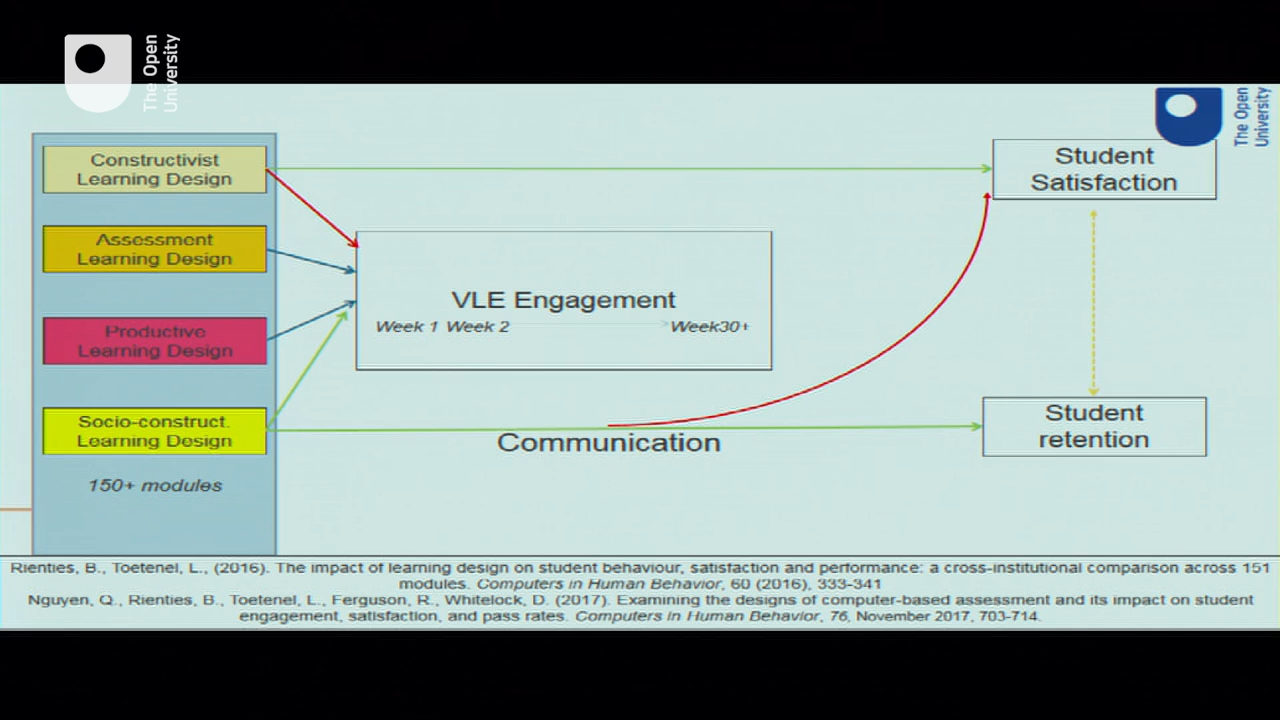 The Open
University
The Open
University
Constructivist
Learning Design
Assessment
Learning Design
Productive
Learning Design
Socio-construct.
Learning Design
150+ modules
VLE Engagement
Week 1 Week 2 > Week30+
Communication
Student
Satisfaction
Student
retention
Rienties, B., Toetenel, L., (2016). The impact of learning design on student behaviour, satisfaction and performance: a cross-institutional comparison across 151
modules. Computers in Human Behavior, 60 (2016), 333-341
Nguyen, Q., Rienties, B., Toetenel, L., Ferguson, R., Whitelock, D. (2017). Examining the designs of computer-based assessment and its impact on student
engagement, satisfaction, and pass rates. Computers in Human Behavior, 76, November 2017, 703-714.